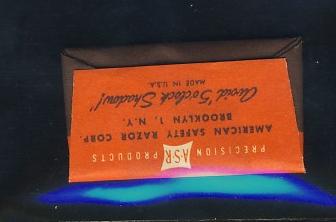 PRECISION ASR PRODUCTS
AMERICAN SAFETY RAZOR CORP.
BROOKLYN 1, N.Y.
Avoid "5 o'clock Shadow!"
MADE IN U.S.A.